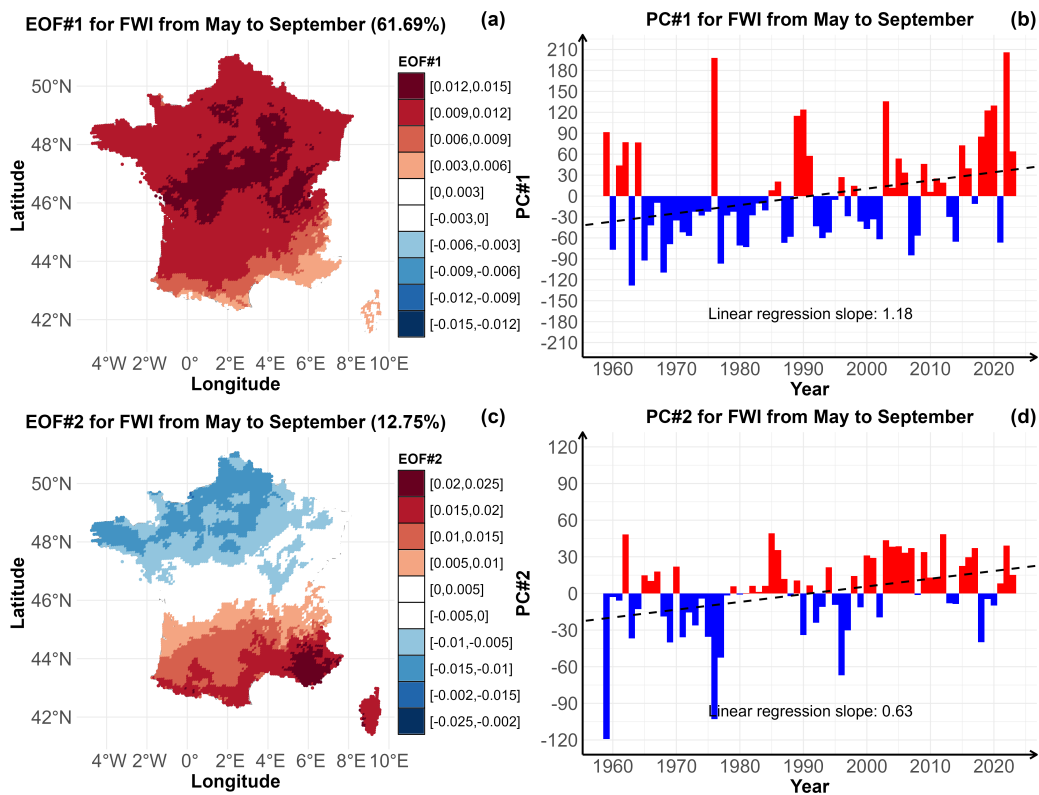 EOF#1 for FWI from May to September (61.69%)
(a)
EOF#1
[0.012,0.015]
[0.009,0.012]
[0.006,0.009]
[0.003,0.006]
[0.003]
[-0.003,0]
[-0.006,-0.003]
[-0.009,-0.006]
[-0.012,-0.009]
[-0.015,-0.012]
Latitude
50°N
48°N
46°N
44°N
42°N
4°W 2°W 0° 2°E 4°E 6°E 8°E 10°E
Longitude
PC#1 for FWI from May to September
(b)
PC#1
210
180
150
120
90
60
30
0
-30
-60
-90
-120
-150
-180
-210
Linear regression slope: 1.18
1960 1970 1980 1990 2000 2010 2020
Year
EOF#2 for FWI from May to September (12.75%)
(c)
EOF#2
[0.02,0.025]
[0.015,0.02]
[0.01,0.015]
[0.005,0.01]
[0.005]
[-0.005,0]
[-0.01,-0.005]
[-0.015,-0.01]
[-0.002,-0.015]
[-0.025,-0.002]
Latitude
50°N
48°N
46°N
44°N
42°N
4°W 2°W 0° 2°E 4°E 6°E 8°E 10°E
Longitude
PC#2 for FWI from May to September
(d)
PC#2
120
90
60
30
0
-30
-60
-90
-120
Linear regression slope: 0.63
1960 1970 1980 1990 2000 2010 2020
Year